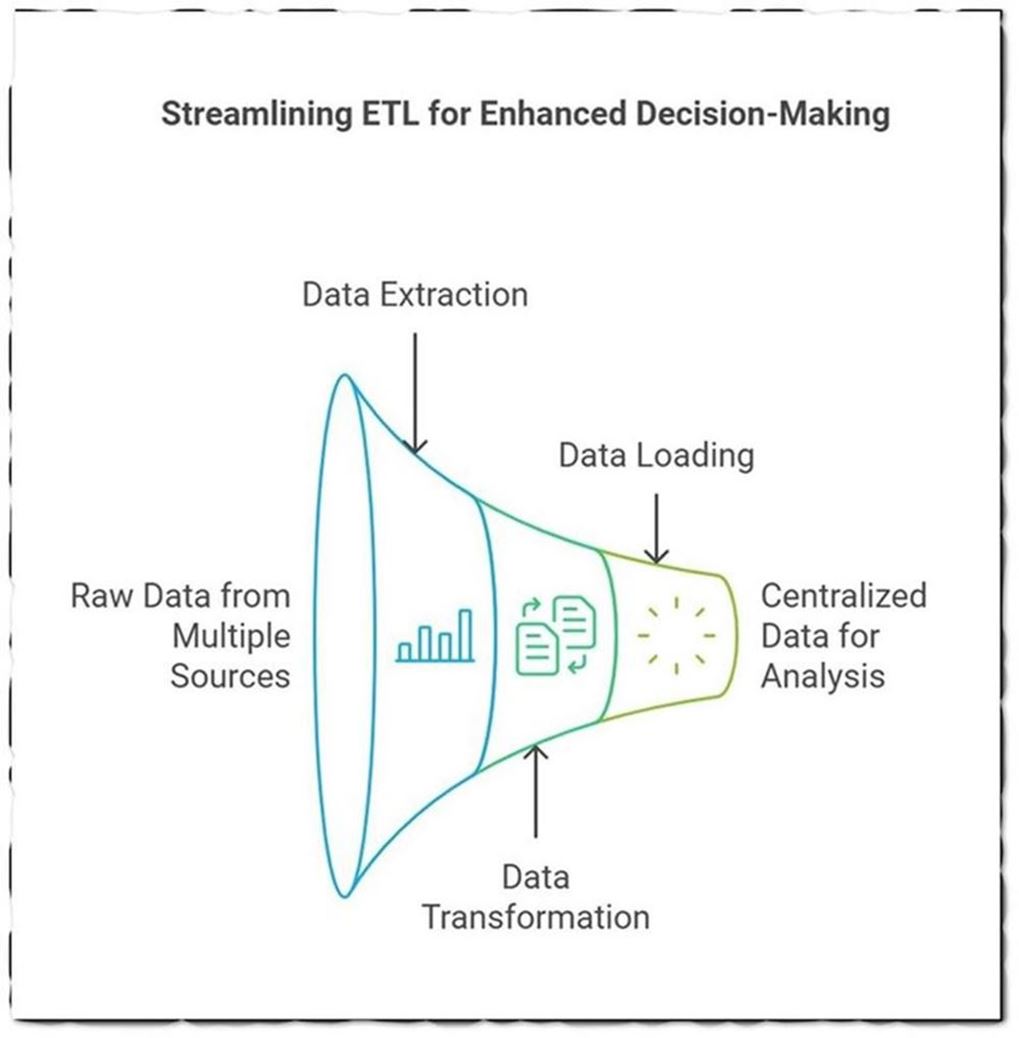 Streamlining ETL for Enhanced Decision-Making
Data Extraction
Data Loading
Raw Data from
Multiple
Sources
Centralized
Data for
Analysis
Data
Transformation